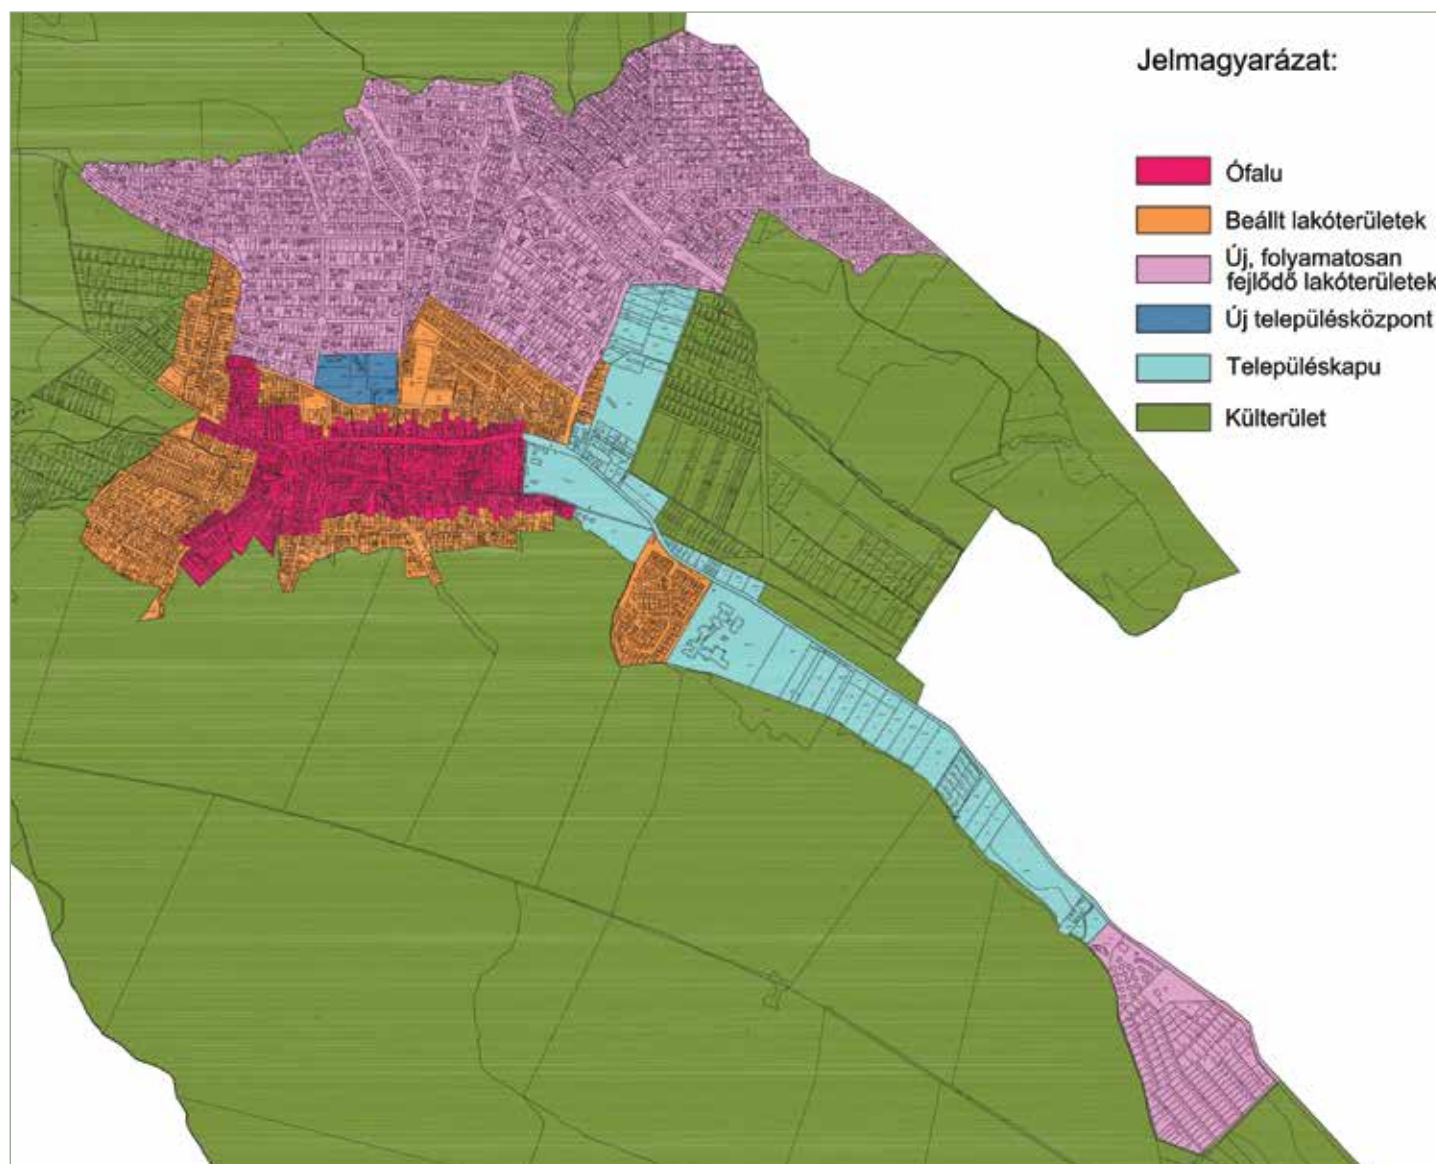 Jelmagyarázat:
Ófalu
Beállt lakóterületek
Új, folyamatosan
fejlődő lakóterületek
Új településközpont
Településkapu
Külterület